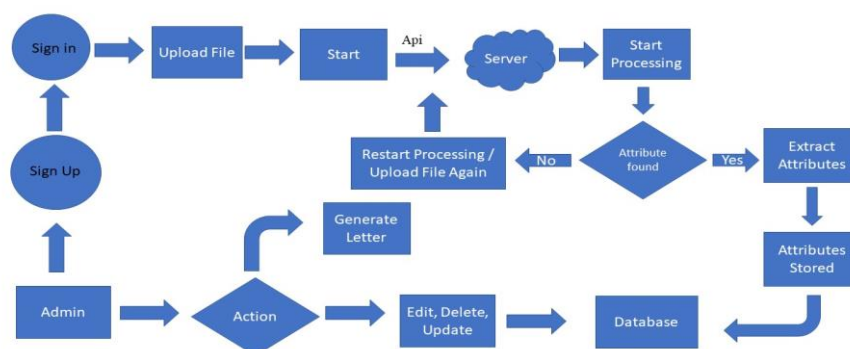 Sign in
Upload File
Start
Api
Server
Start
Processing
Sign Up
Restart Processing /
Upload File Again
No
Attribute
found
Yes
Extract
Attributes
Generate
Letter
Attributes
Stored
Admin
Action
Edit, Delete,
Update
Database